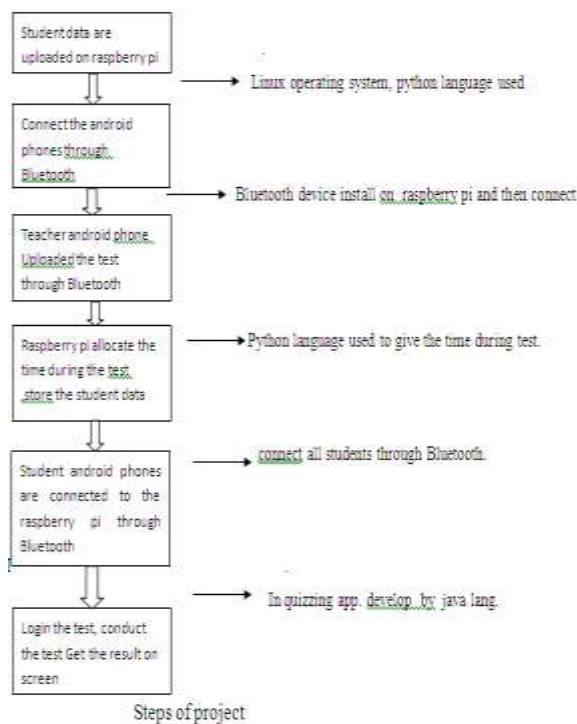 Student data are
uploaded on raspberry pi
Linux operating system, python language used
Connect the android
phones through
Bluetooth
Bluetooth device install on raspberry pi and then connect
Teacher android phone
Uploaded the test
through Bluetooth
Raspberry pi allocate the
time during the test
store the student data
Python language used to give the time during test.
Student android phones
are connected to the
raspberry pi through
Bluetooth
connect all students through Bluetooth.
In quizzing app. develop by java lang.
Login the test, conduct
the test Get the result on
screen
Steps of project